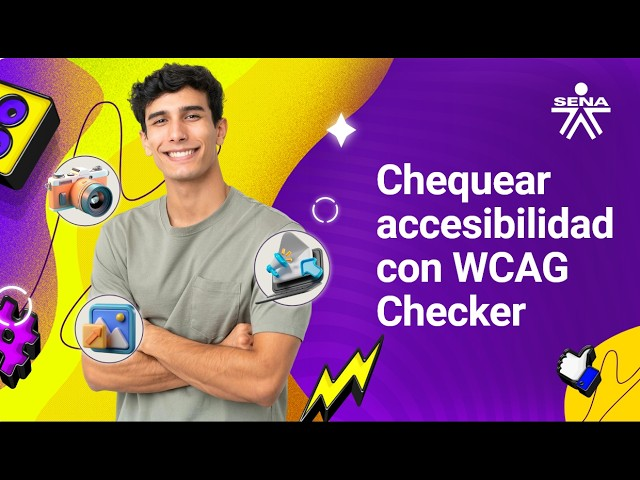 SENA
Chequear
accesibilidad
con WCAG
Checker